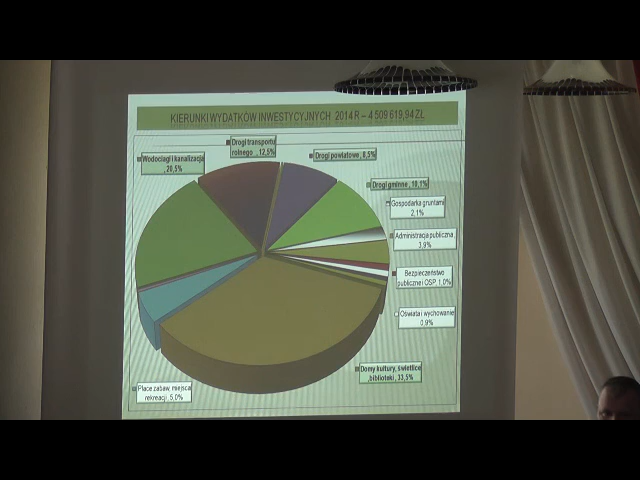 KIERUNKI WYDATKÓW INWESTYCYJNYCH 2014 R – 4 509 619,94 ZŁ
Drogi transportu
rolnego , 12,5%
Drogi powiatowe, 8,5%
Wodociągi i kanalizacja
, 20,5%
Drogi gminne , 10,1%
Gospodarka gruntami
2,1%
Administracja publiczna
3,9%
Bezpieczeństwo
publiczne i OSP, 1,0%
Oświata i wychowanie
0,9%
Domy kultury, świetlice
,biblioteki, 33,5%
Place zabaw, miejsca
rekreacji , 5,0%